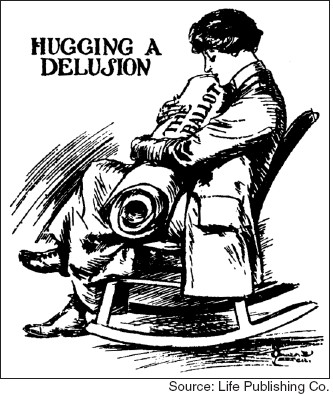 HUGGING A
DELUSION
THE
BALLOT
Source: Life Publishing Co.